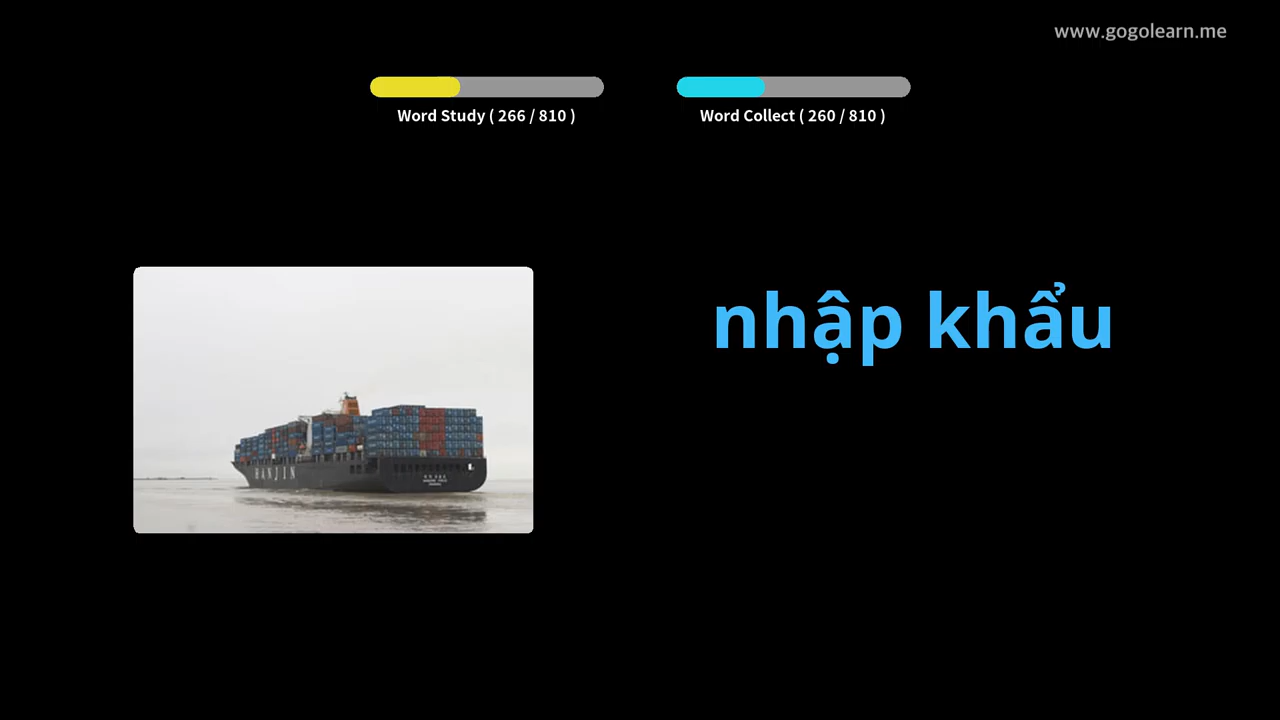 www.gogolearn.me
Word Study ( 266 / 810 )
Word Collect ( 260 / 810 )
nhập khẩu
HANJIN